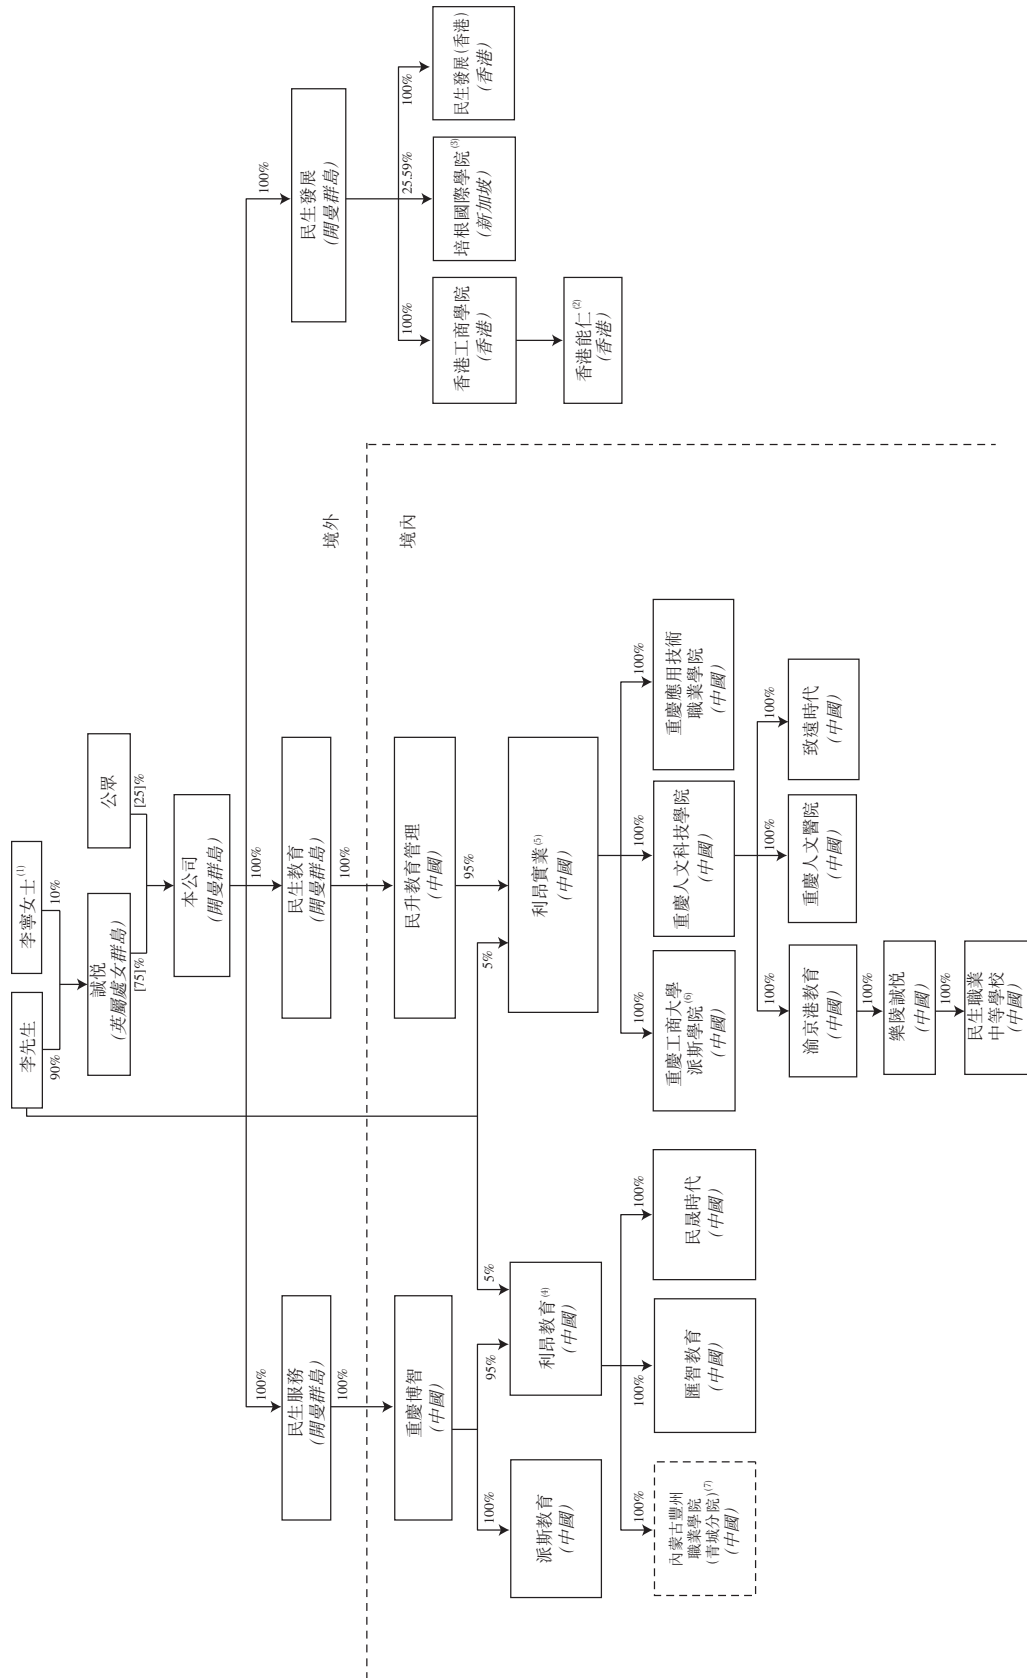 李先生
李寧女士(1)
90%
10%
誠悅
(英屬處女群島)
公眾
[75]%
[25]%
本公司
(開曼群島)
100%
100%
100%
民生服務
(開曼群島)
民生教育
(開曼群島)
民生發展
(開曼群島)
100%
100%
境外
境內
100%
25.59%
100%
香港工商學院
(香港)
培根國際學院(3)
(新加坡)
民生發展(香港)
(香港)
香港能仁(2)
(香港)
重慶博智
(中國)
民升教育管理
(中國)
100%
95%
5%
5%
95%
派斯教育
(中國)
利昂教育(4)
(中國)
利昂實業(5)
(中國)
100%
100%
100%
100%
100%
100%
內蒙古豐州
職業學院
(青城分院)(7)
(中國)
匯智教育
(中國)
民晟時代
(中國)
重慶工商大學
派斯學院(6)
(中國)
重慶人文科技學院
(中國)
重慶應用技術
職業學院
(中國)
100%
100%
100%
渝京港教育
(中國)
重慶人文醫院
(中國)
致遠時代
(中國)
100%
樂陵誠悅
(中國)
100%
民生職業
中等學校
(中國)